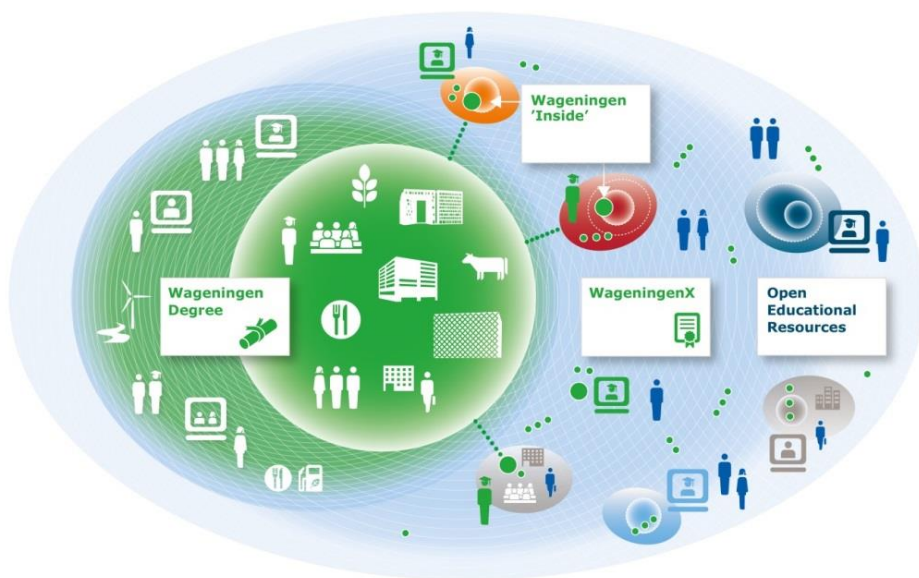 Wageningen
'Inside'
Wageningen
Degree
WageningenX
Open
Educational
Resources